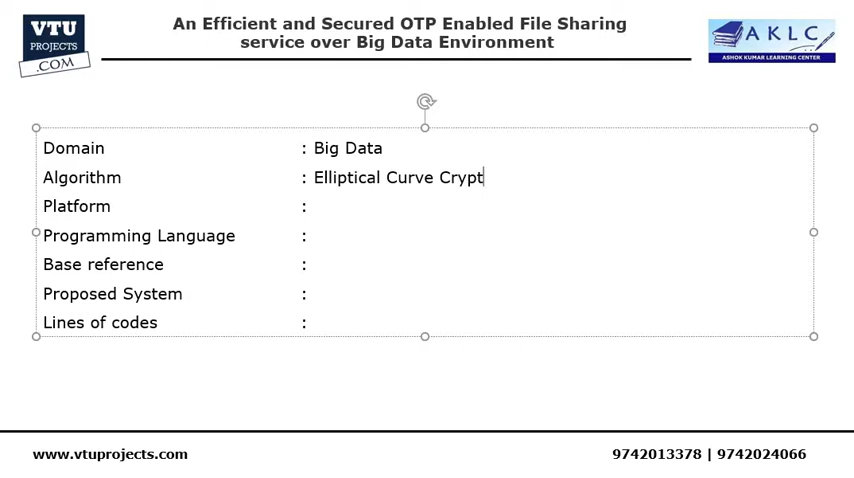 An Efficient and Secured OTP Enabled File Sharing
service over Big Data Environment
VTU
PROJECTS
.COM
AKLC
ASHOK KUMAR LEARNING CENTER
Domain : Big Data
Algorithm : Elliptical Curve Crypt
Platform :
Programming Language :
Base reference :
Proposed System :
Lines of codes :
www.vtuprojects.com
9742013378 | 9742024066